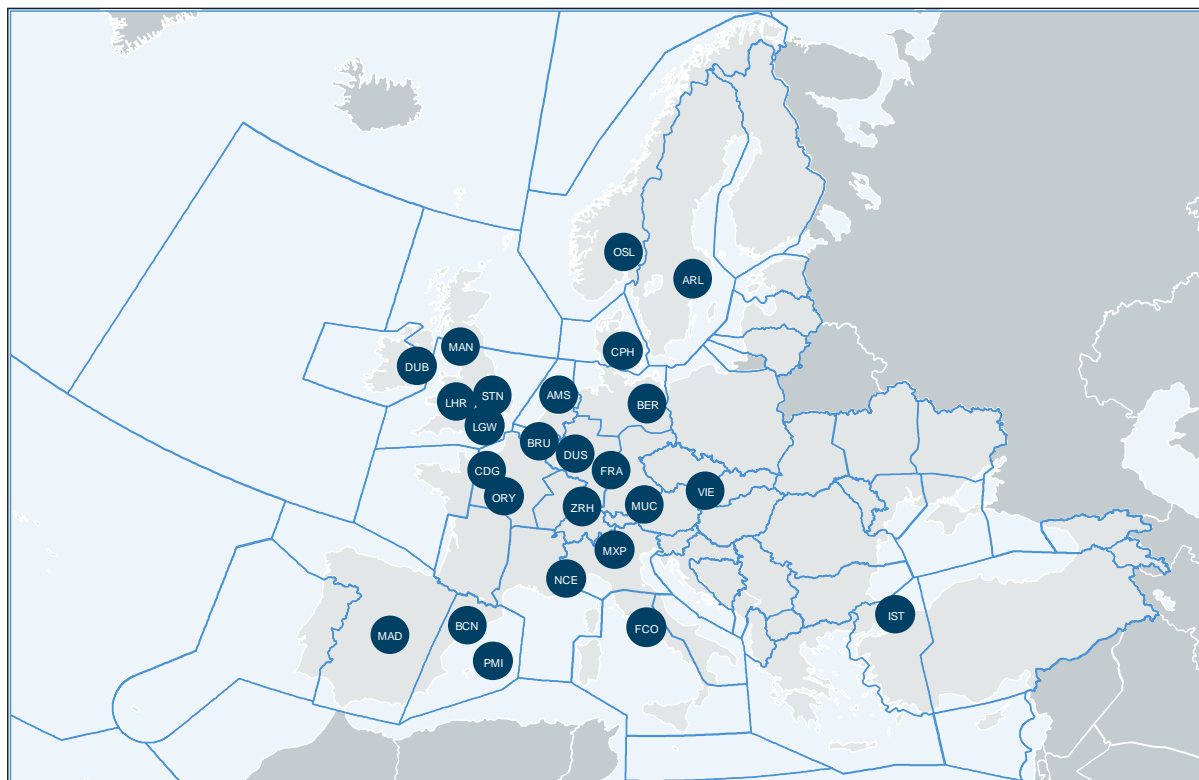 OSL
ARL
MAN
CPH
DUB
STN
AMS
LHR
BER
LGW
BRU
DUS
CDG
FRA
ORY
VIE
ZRH
MUC
MXP
NCE
IST
BCN
FCO
MAD
PMI